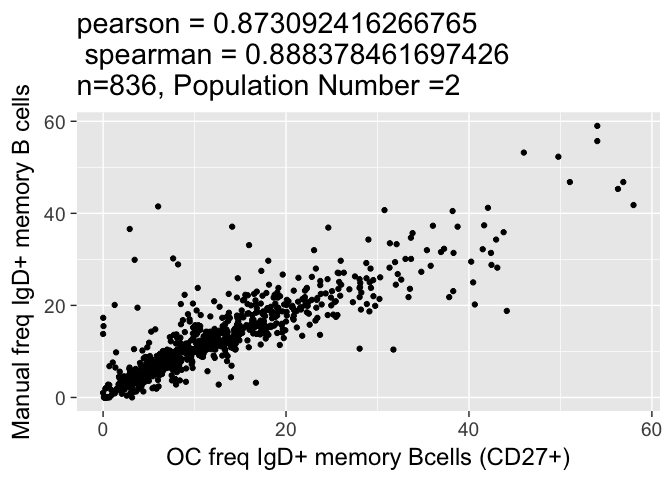 pearson = 0.873092416266765
spearman = 0.888378461697426
n=836, Population Number =2
Manual freq IgD+ memory B cells
60
40
20
0
0 20 40 60
OC freq IgD+ memory Bcells (CD27+)